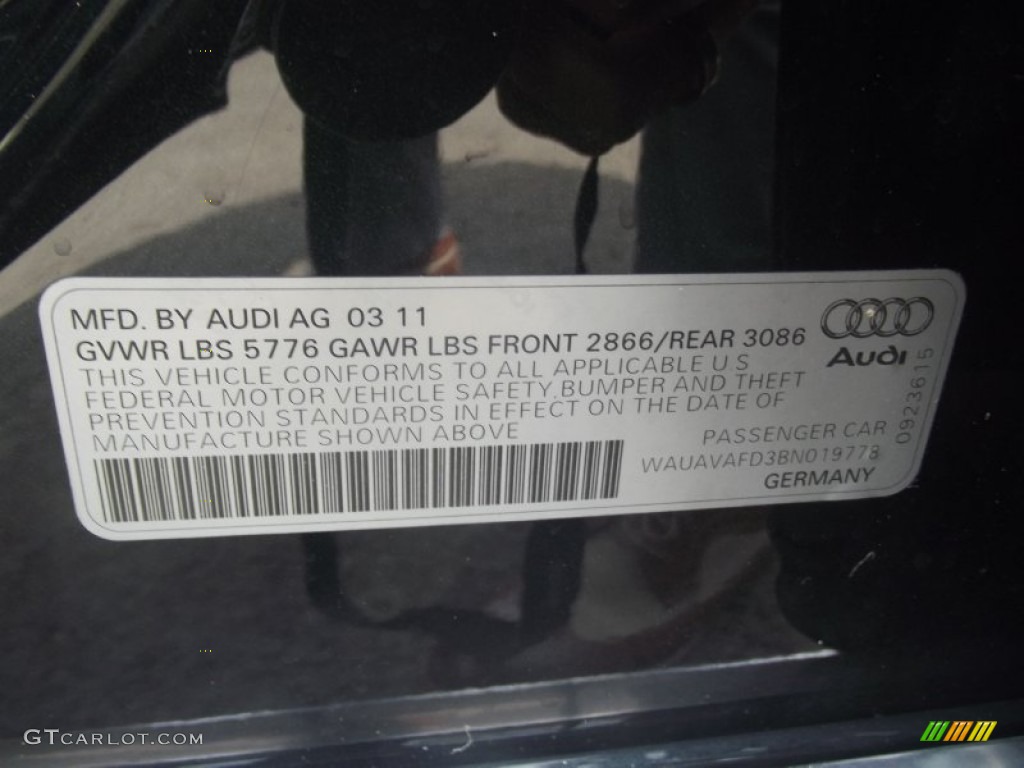 MFD. BY AUDI AG 03 11
GVWR LBS 5776 GAWR LBS FRONT 2866/REAR 3086
THIS VEHICLE CONFORMS TO ALL APPLICABLE U S
FEDERAL MOTOR VEHICLE SAFETY, BUMPER AND THEFT
PREVENTION STANDARDS IN EFFECT ON THE DATE OF
MANUFACTURE SHOWN ABOVE
PASSENGER CAR
WAUAVAFD3BN019778
GERMANY
Audi
0923615
GTCARLOT.COM